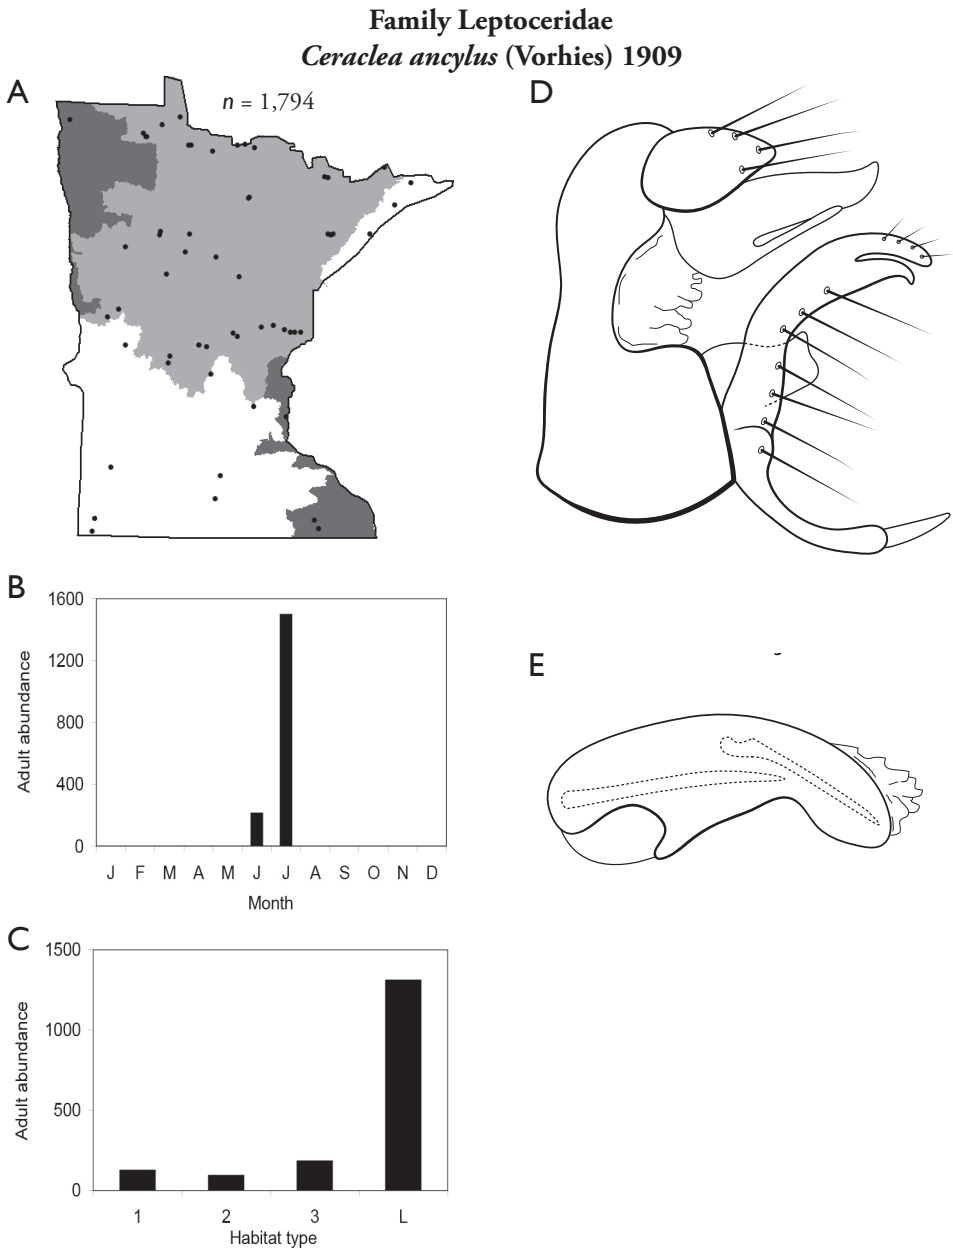 Family Leptoceridae
Ceraclea ancylus (Vorhies) 1909
A
n = 1,794
D
B
1600
1200
800
400
0
Adult abundance
J F M A M J J A S O N D
Month
E
C
1500
1000
500
0
Adult abundance
1 2 3 L
Habitat type